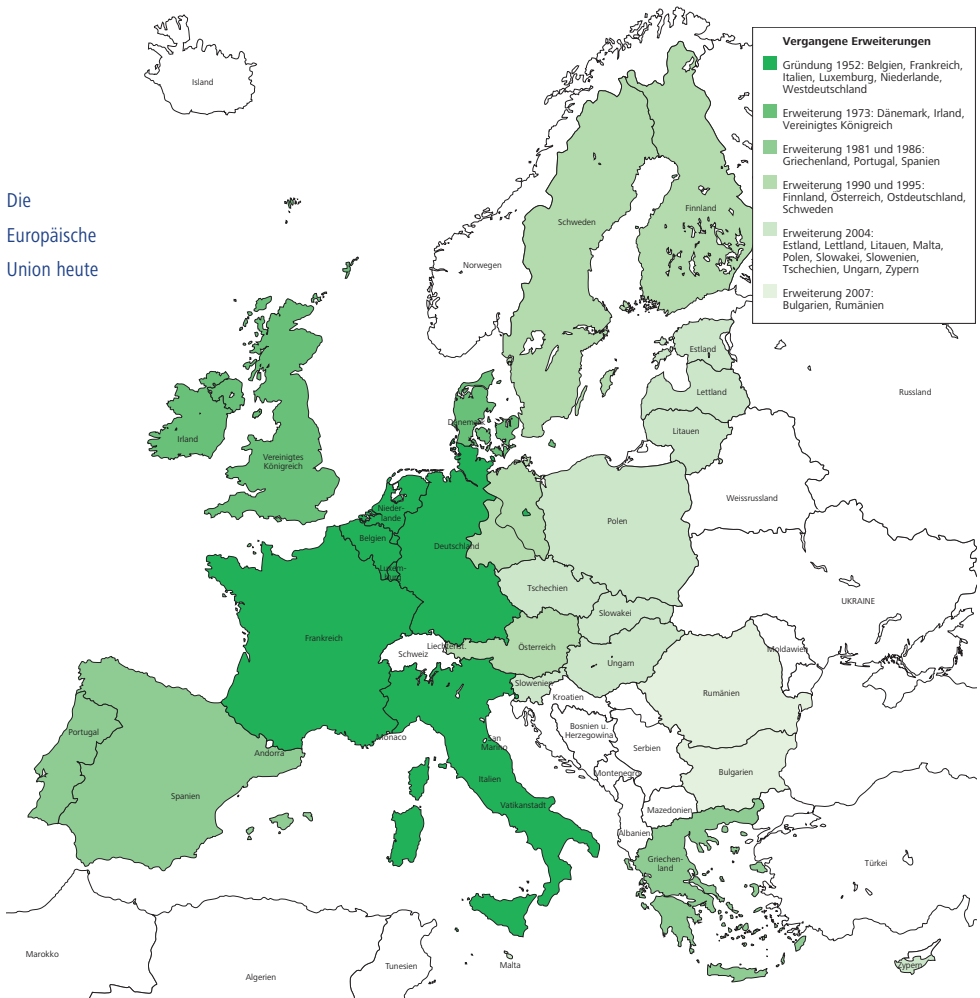 Die
Europäische
Union heute
Vergangene Erweiterungen
Gründung 1952: Belgien, Frankreich,
Italien, Luxemburg, Niederlande,
Westdeutschland
Erweiterung 1973: Dänemark, Irland,
Vereinigtes Königreich
Erweiterung 1981 und 1986:
Griechenland, Portugal, Spanien
Erweiterung 1990 und 1995:
Finnland, Österreich, Ostdeutschland,
Schweden
Erweiterung 2004:
Estland, Lettland, Litauen, Malta,
Polen, Slowakei, Slowenien,
Tschechien, Ungarn, Zypern
Erweiterung 2007:
Bulgarien, Rumänien
Island
Schweden
Finnland
Norwegen
Estland
Lettland
Litauen
Russland
Dänemark
Irland
Vereinigtes
Königreich
Weissrussland
Nieder-
lande
Polen
Belgien
Deutschland
Luxem-
burg
Tschechien
Slowakei
UKRAINE
Frankreich
Schweiz
Liechtenst.
Österreich
Ungarn
Moldawien
Slowenien
Kroatien
Rumänien
Portugal
Andorra
Monaco
San
Marino
Bosnien u.
Herzegowina
Serbien
Italien
Montenegro
Bulgarien
Spanien
Vatikanstadt
Mazedonien
Albanien
Griechen-
land
Türkei
Marokko
Algerien
Tunesien
Malta
Zypern